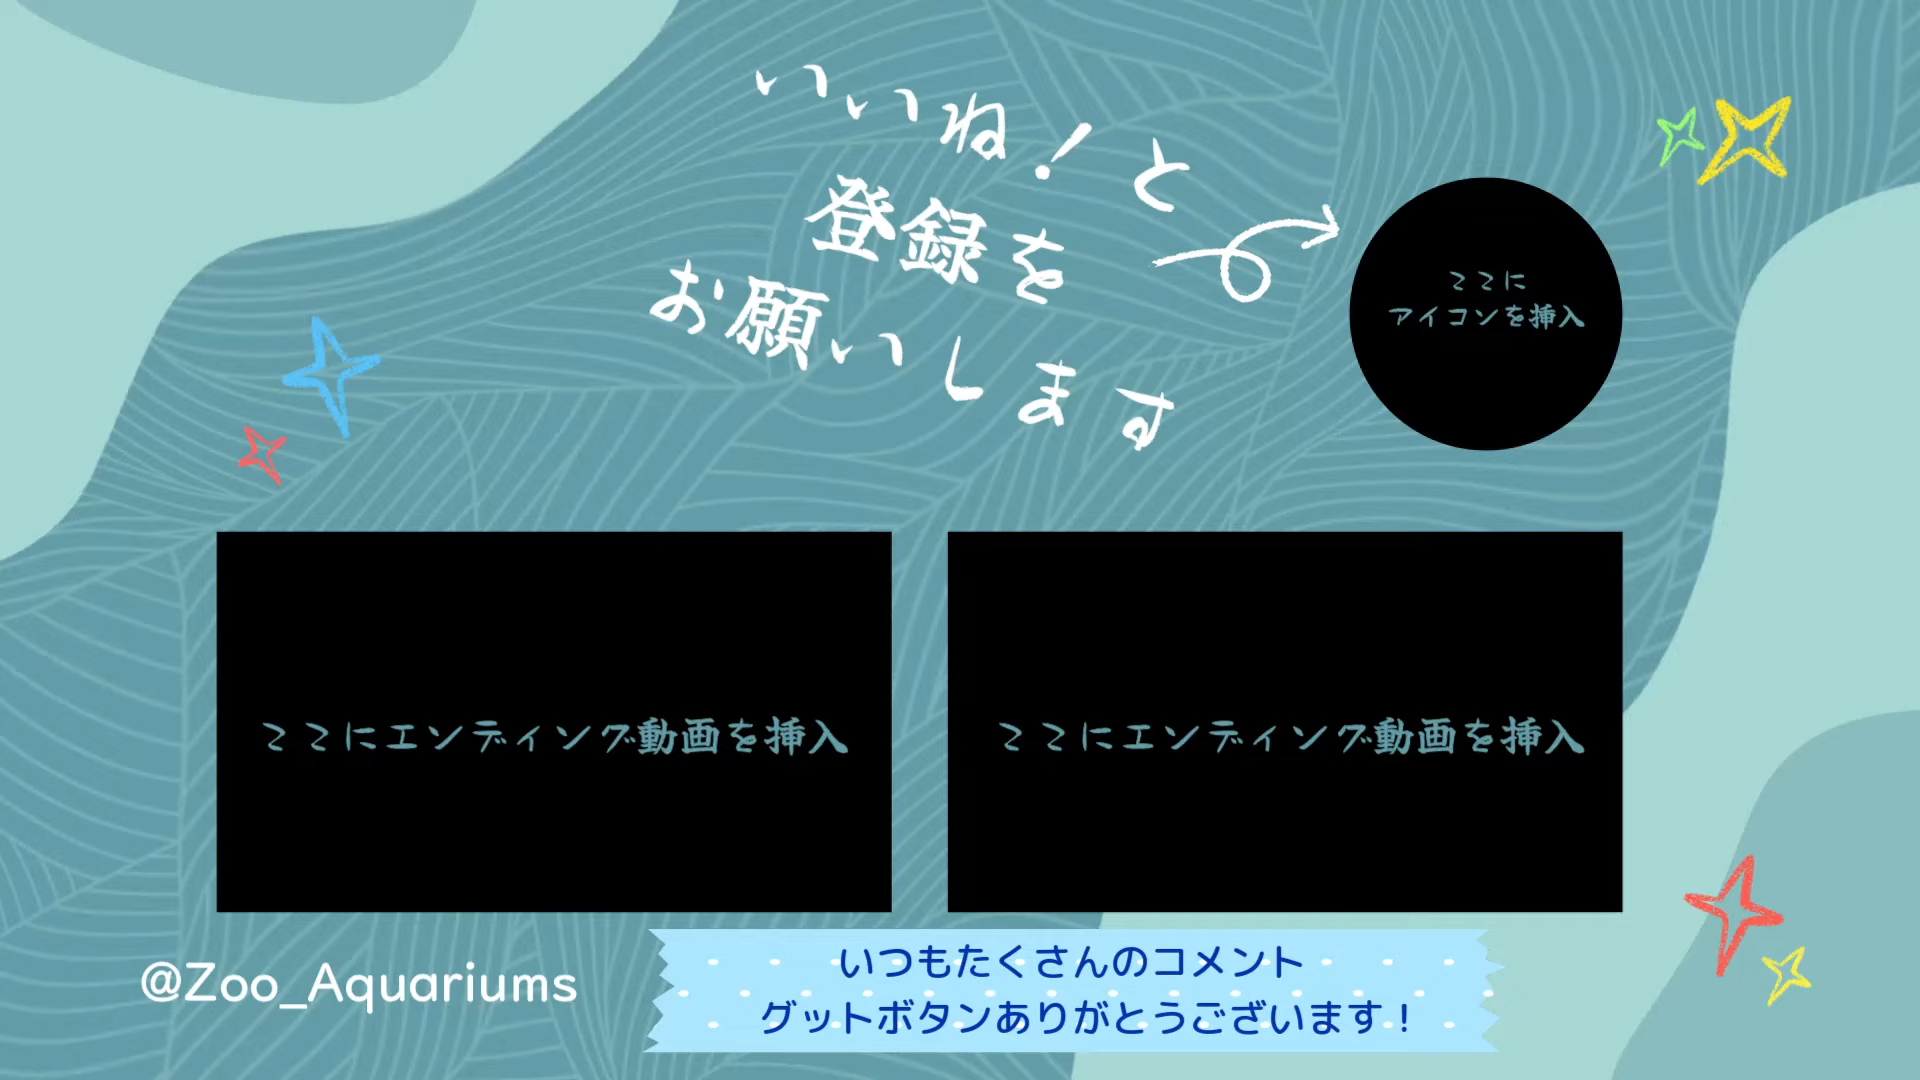 いいね！と
登録を
お願いします
ここに
アイコンを挿入
ここにエンディング動画を挿入
ここにエンディング動画を挿入
@Zoo_Aquariums
いつもたくさんのコメント
グットボタンありがとうございます！